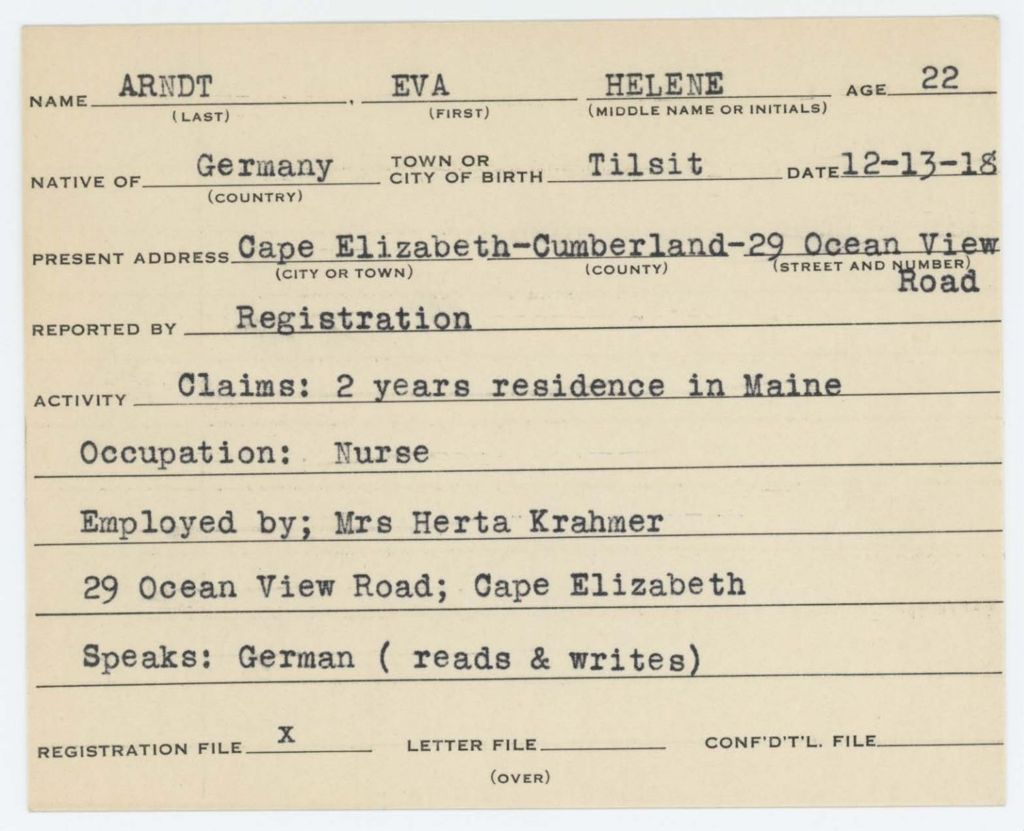 NAME ARNDT, EVA HELENE AGE 22
(LAST) (FIRST) (MIDDLE NAME OR INITIALS)
NATIVE OF Germany TOWN OR CITY OF BIRTH Tilsit DATE 12-13-18
(COUNTRY)
PRESENT ADDRESS Cape Elizabeth-Cumberland-29 Ocean View
(CITY OR TOWN) (COUNTY) (STREET AND NUMBER)
Road
REPORTED BY Registration
ACTIVITY Claims: 2 years residence in Maine
Occupation: Nurse
Employed by; Mrs Herta Krahmer
29 Ocean View Road; Cape Elizabeth
Speaks: German ( reads & writes)
REGISTRATION FILE x LETTER FILE CONF'D'T'L. FILE
(OVER)